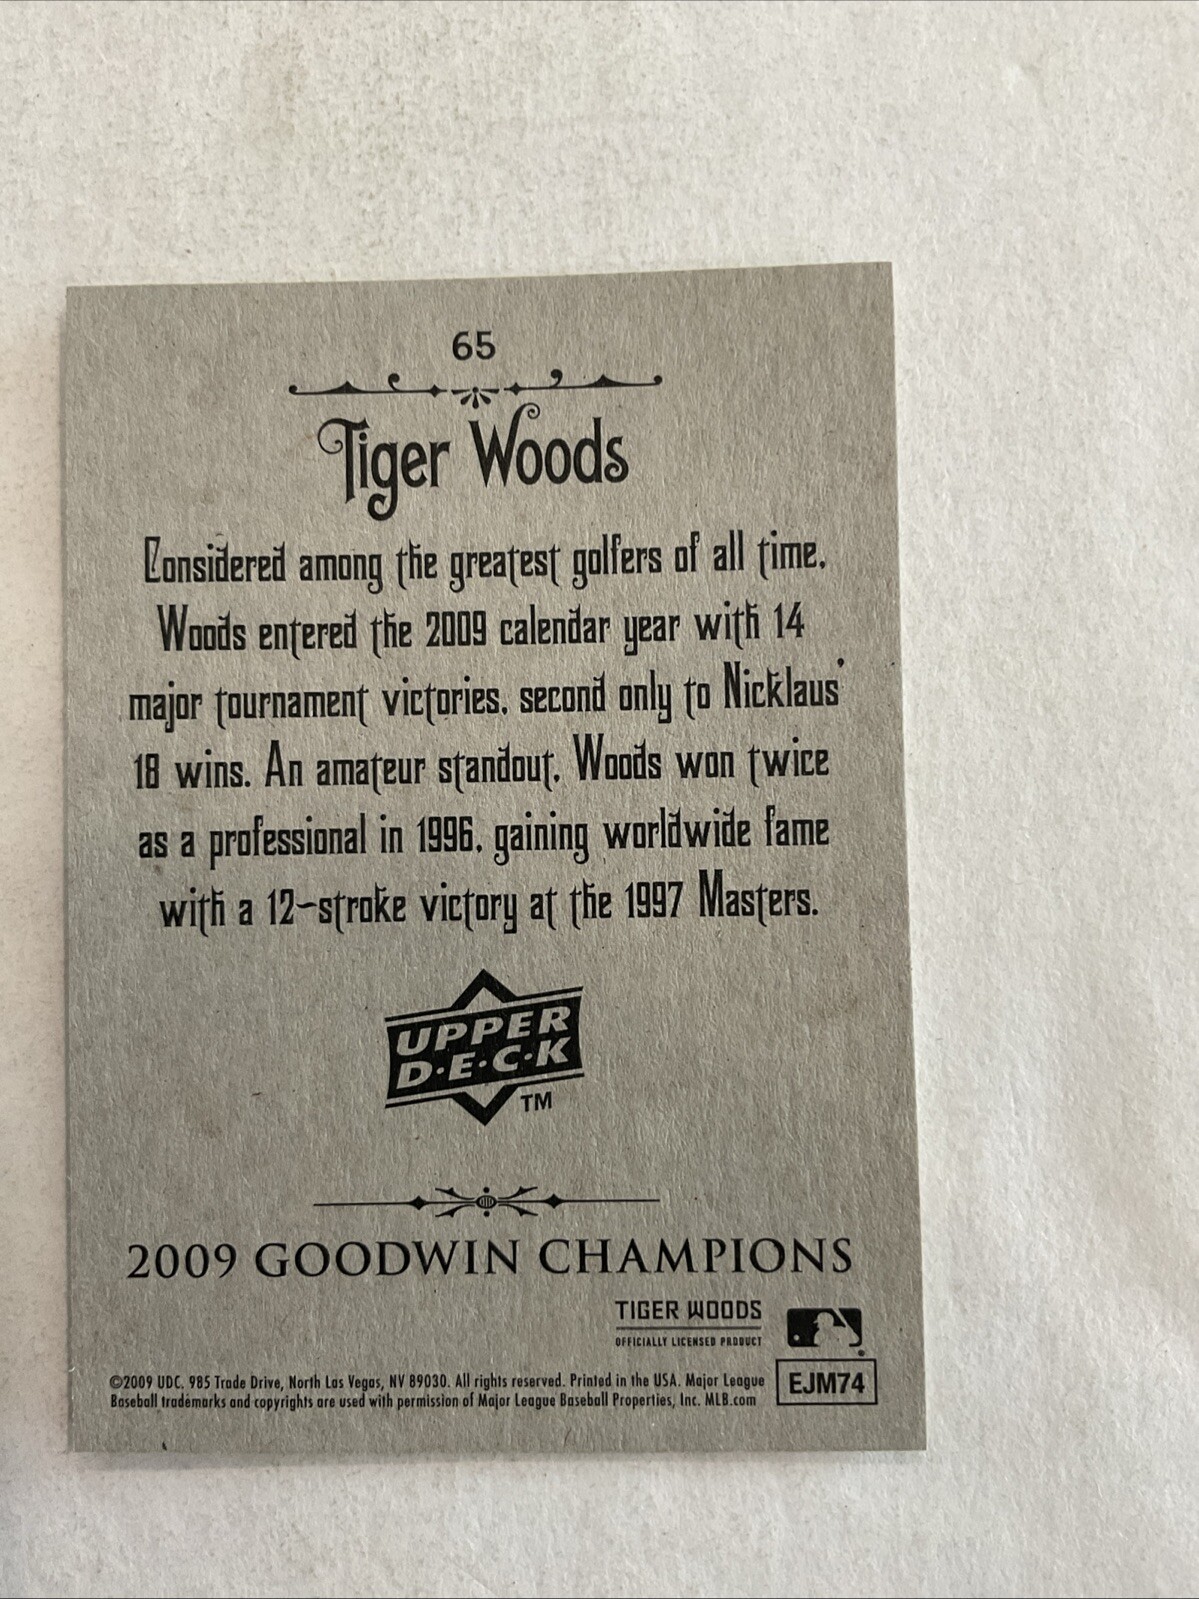 65
Tiger Woods
Considered among the greatest golfers of all time,
Woods entered the 2009 calendar year with 14
major tournament victories, second only to Nicklaus'
18 wins. An amateur standout, Woods won twice
as a professional in 1996, gaining worldwide fame
with a 12-stroke victory at the 1997 Masters.
UPPER
D·E·C·K
TM
2009 GOODWIN CHAMPIONS
TIGER WOODS
OFFICIALLY LICENSED PRODUCT
©2009 UDC. 985 Trade Drive, North Las Vegas, NV 89030. All rights reserved. Printed in the USA. Major League
Baseball trademarks and copyrights are used with permission of Major League Baseball Properties, Inc. MLB.com
EJM74